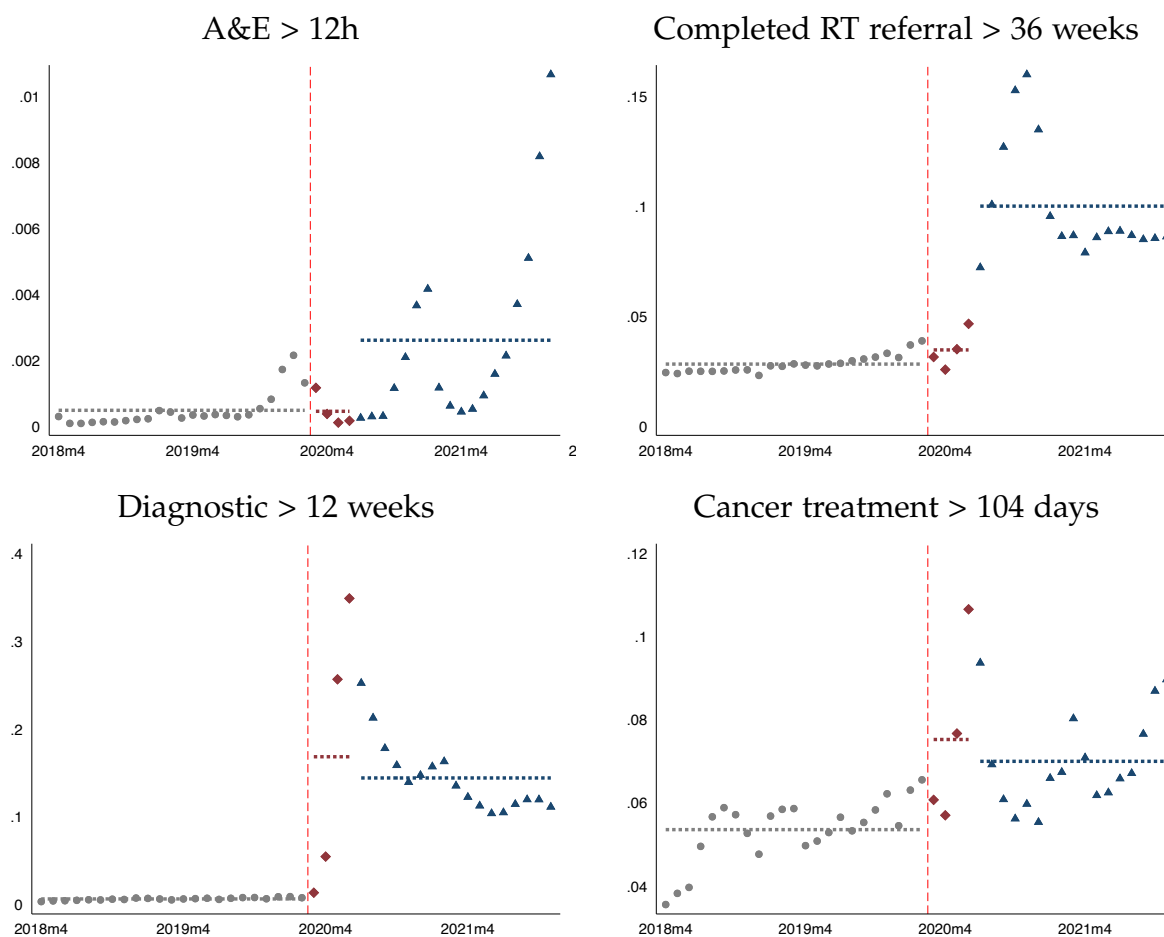 A&E > 12h
.01
.008
.006
.004
.002
0
2018m4 2019m4 2020m4 2021m4 2
Completed RT referral > 36 weeks
.15
.1
.05
0
2018m4 2019m4 2020m4 2021m4
Diagnostic > 12 weeks
.4
.3
.2
.1
0
2018m4 2019m4 2020m4 2021m4
Cancer treatment > 104 days
.12
.1
.08
.06
.04
2018m4 2019m4 2020m4 2021m4